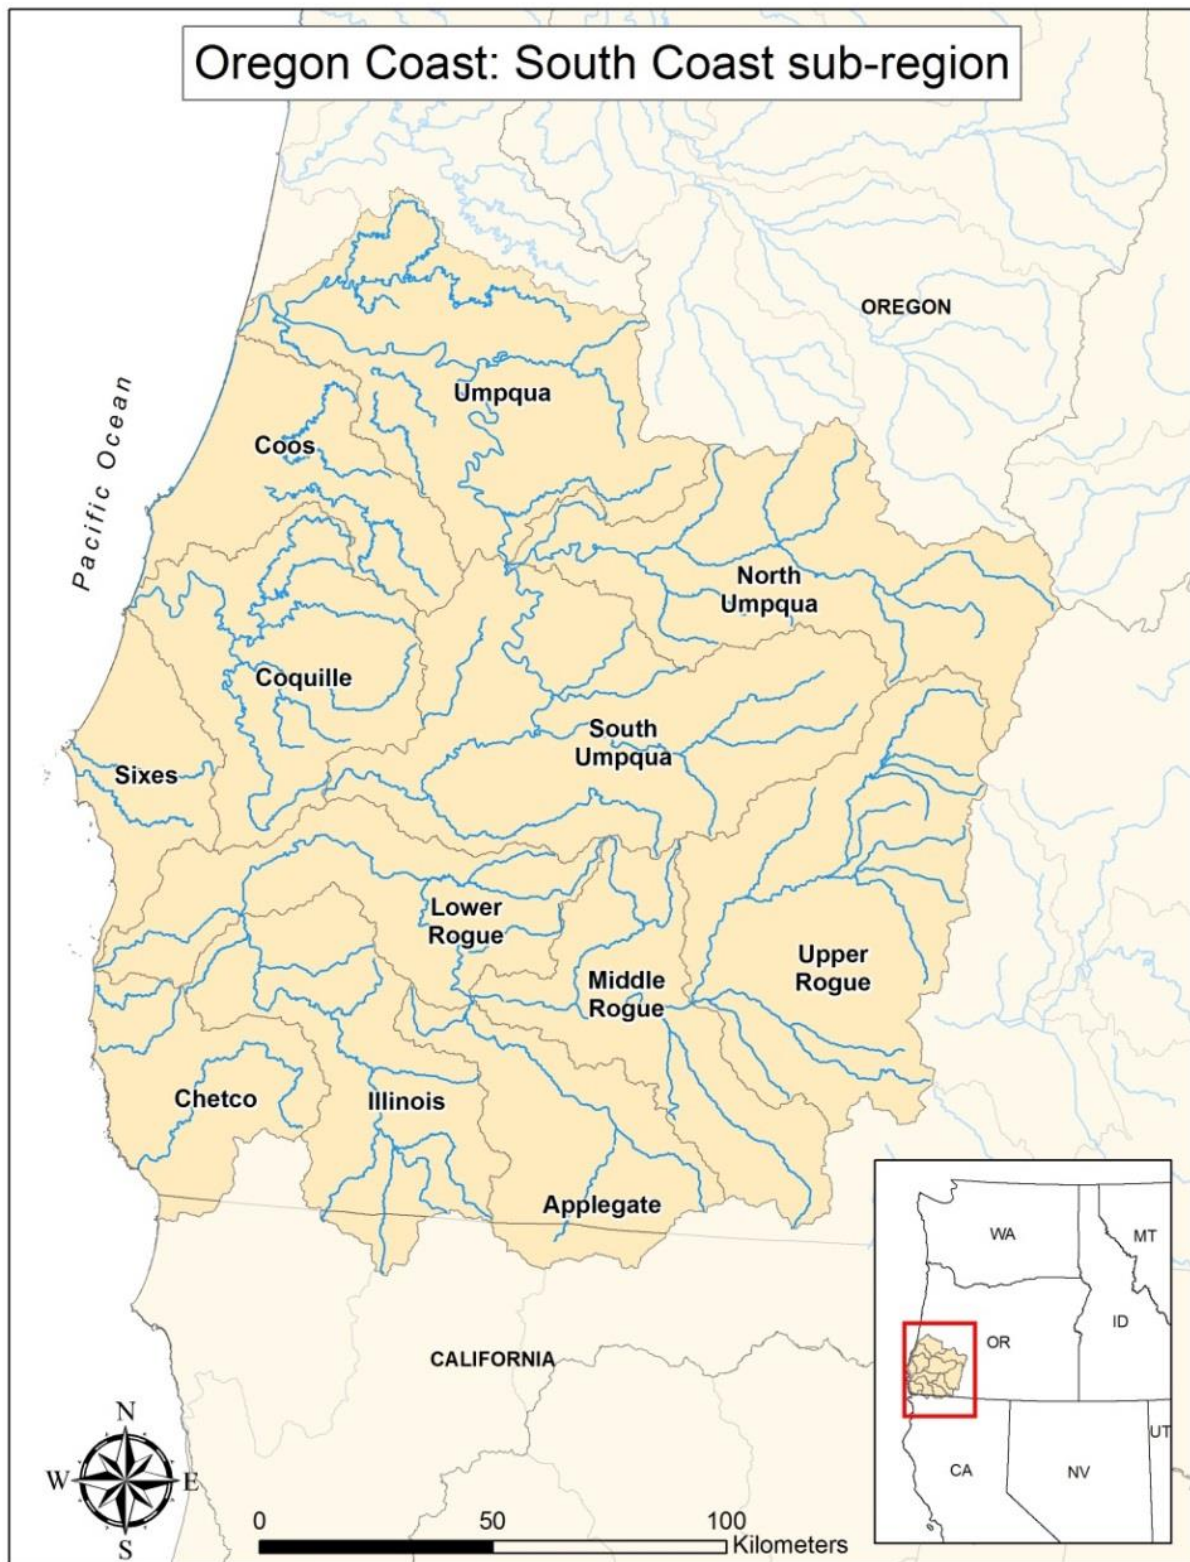 Oregon Coast: South Coast sub-region
OREGON
Pacific Ocean
Umpqua
Coos
North
Umpqua
Coquille
South
Umpqua
Sixes
Lower
Rogue
Middle
Rogue
Upper
Rogue
Chetco
Illinois
Applegate
CALIFORNIA
WA
MT
OR
ID
CA
NV
UT
N
W
E
S
0
50
100
Kilometers